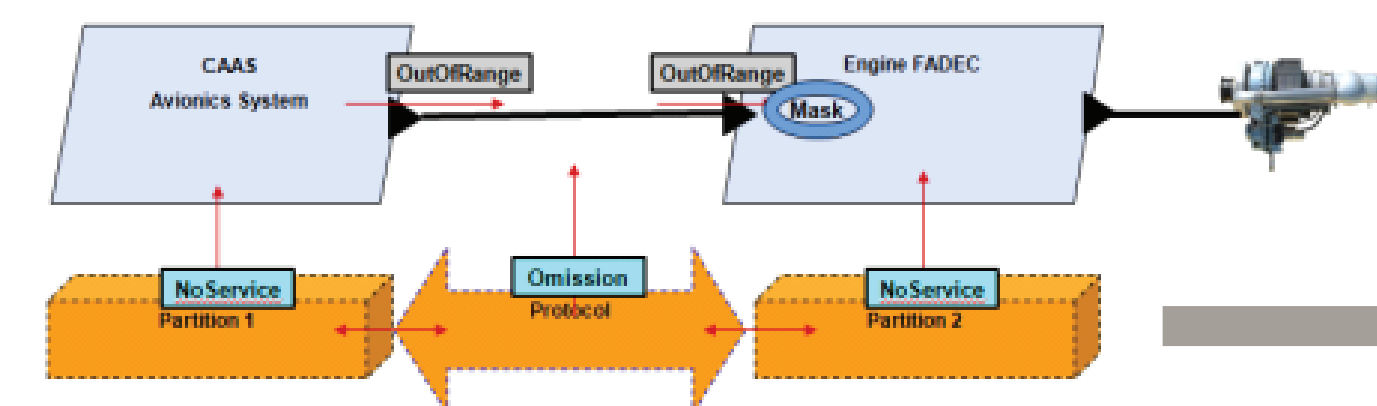 CAAS
Avionics System
OutOfRange
OutOfRange
Engine FADEC
Mask
NoService
Partition 1
Omission
Protocol
NoService
Partition 2